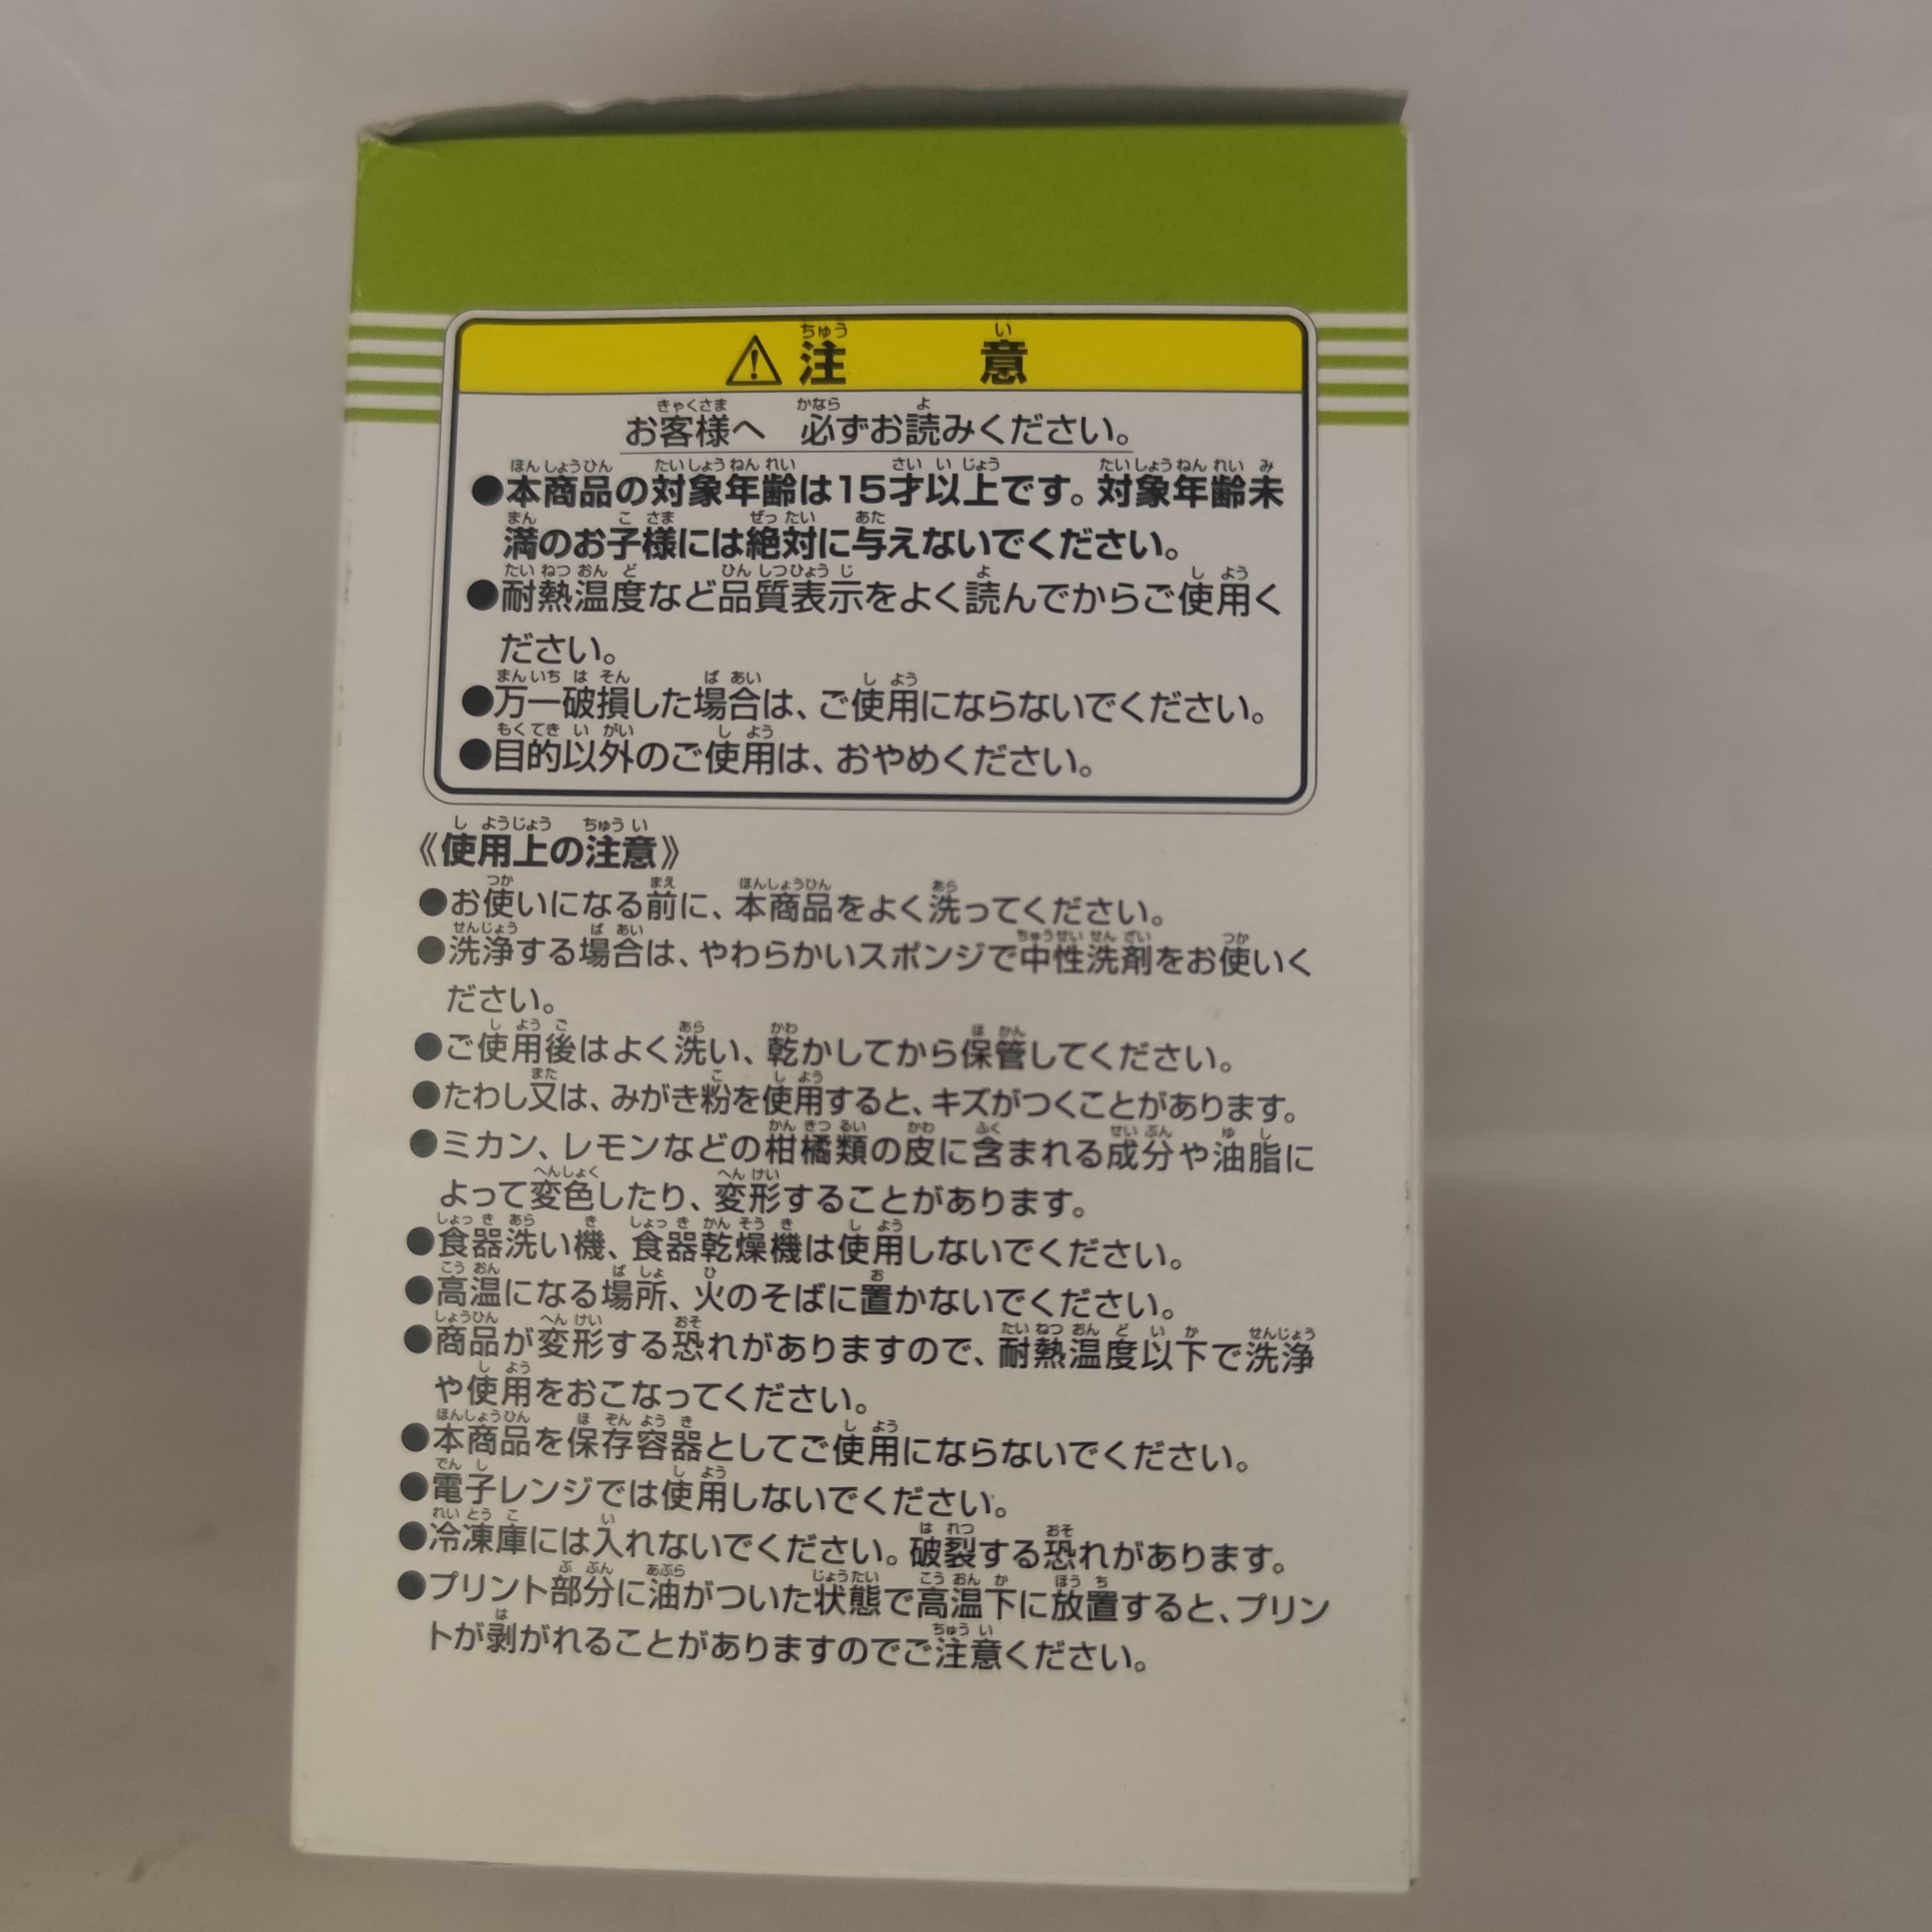 ⚠注意
お客様へ 必ずお読みください。
●本商品の対象年齢は15才以上です。対象年齢未
満のお子様には絶対に与えないでください。
●耐熱温度など品質表示をよく読んでからご使用く
ださい。
●万一破損した場合は、ご使用にならないでください。
●目的以外のご使用は、おやめください。
《使用上の注意》
●お使いになる前に、本商品をよく洗ってください。
●洗浄する場合は、やわらかいスポンジで中性洗剤をお使いく
ださい。
●ご使用後はよく洗い、乾かしてから保管してください。
●たわし又は、みがき粉を使用すると、キズがつくことがあります。
●ミカン、レモンなどの柑橘類の皮に含まれる成分や油脂に
よって変色したり、変形することがあります。
●食器洗い機、食器乾燥機は使用しないでください。
●高温になる場所、火のそばに置かないでください。
●商品が変形する恐れがありますので、耐熱温度以下で洗浄
や使用をおこなってください。
●本商品を保存容器としてご使用にならないでください。
●電子レンジでは使用しないでください。
●冷凍庫には入れないでください。破裂する恐れがあります。
●プリント部分に油がついた状態で高温下に放置すると、プリン
トが剥がれることがありますのでご注意ください。